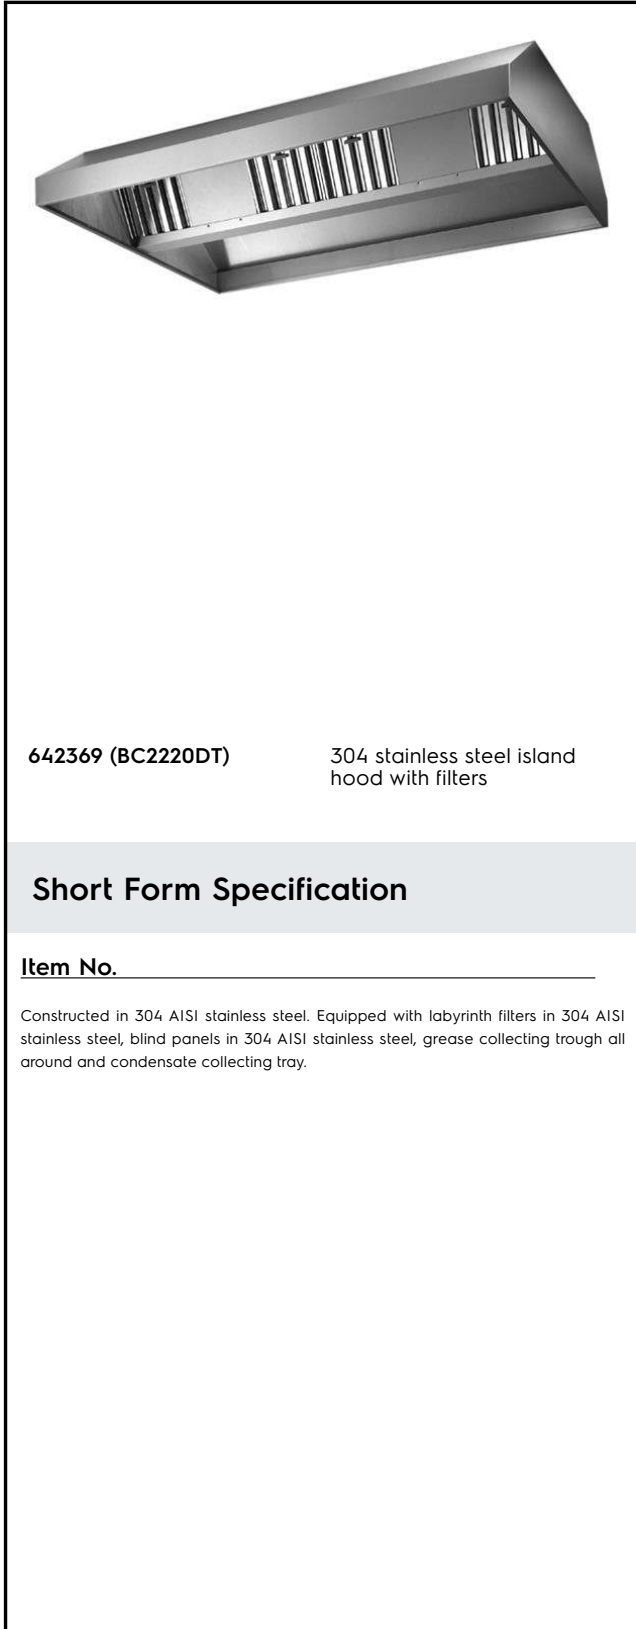 642369 (BC2220DT)
304 stainless steel island
hood with filters
Short Form Specification
Item No.
Constructed in 304 AISI stainless steel. Equipped with labyrinth filters in 304 AISI
stainless steel, blind panels in 304 AISI stainless steel, grease collecting trough all
around and condensate collecting tray.